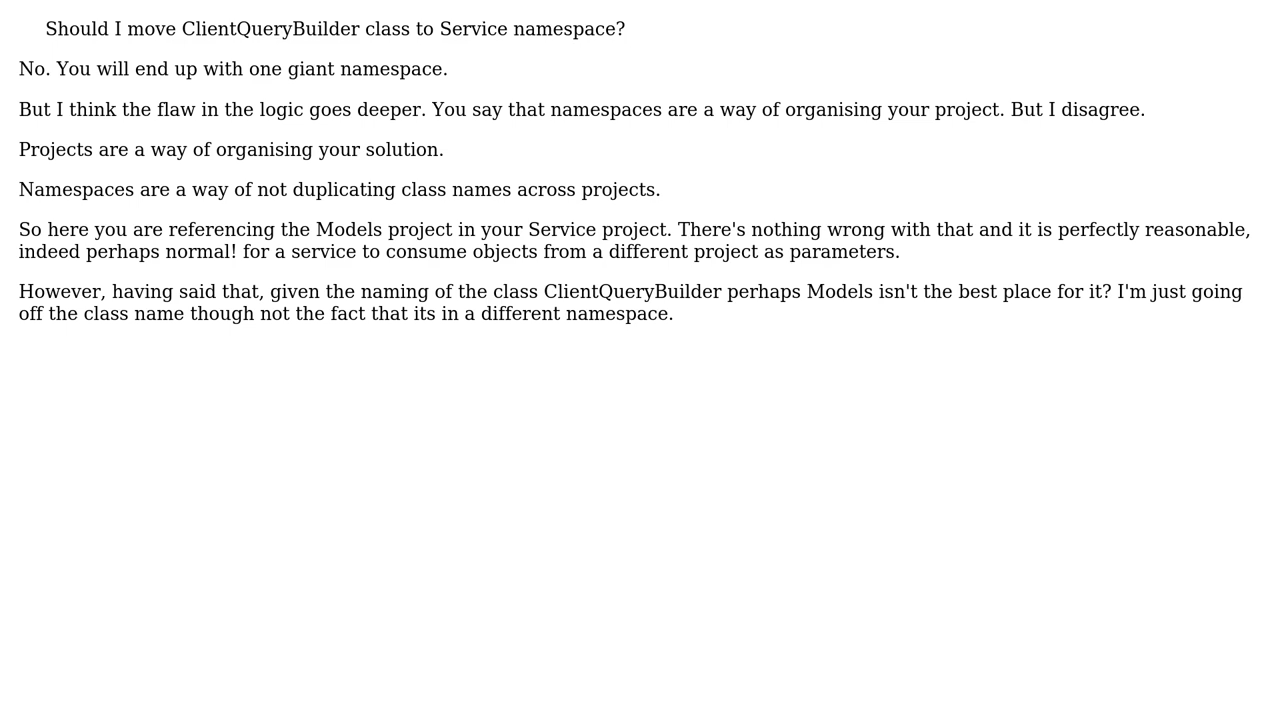 Should I move ClientQueryBuilder class to Service namespace?
No. You will end up with one giant namespace.
But I think the flaw in the logic goes deeper. You say that namespaces are a way of organising your project. But I disagree.
Projects are a way of organising your solution.
Namespaces are a way of not duplicating class names across projects.
So here you are referencing the Models project in your Service project. There's nothing wrong with that and it is perfectly reasonable,
indeed perhaps normal! for a service to consume objects from a different project as parameters.
However, having said that, given the naming of the class ClientQueryBuilder perhaps Models isn't the best place for it? I'm just going
off the class name though not the fact that its in a different namespace.